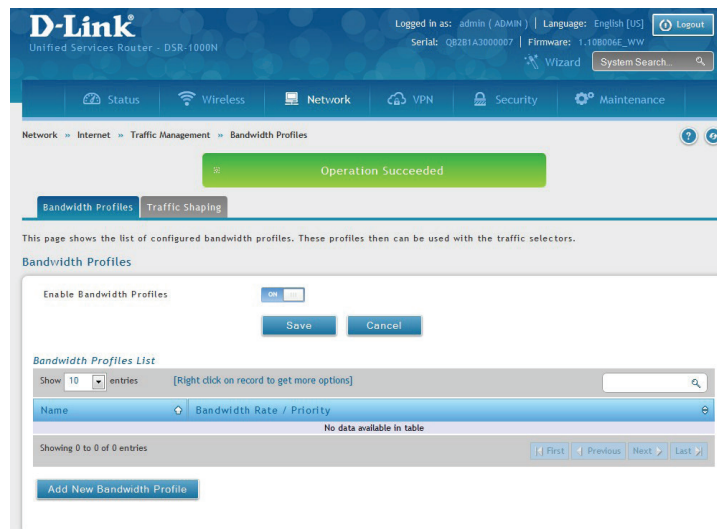 D-Link
Logged in as: admin ( ADMIN ) | Language: English [US] Logout
Unified Services Router - DSR-1000N
Serial: QB2B1A3000007 | Firmware: 1.10B006E_WW
Wizard System Search...
Status Wireless Network VPN Security Maintenance
Network » Internet » Traffic Management » Bandwidth Profiles
Operation Succeeded
Bandwidth Profiles Traffic Shaping
This page shows the list of configured bandwidth profiles. These profiles then can be used with the traffic selectors.
Bandwidth Profiles
Enable Bandwidth Profiles ON
Save Cancel
Bandwidth Profiles List
Show 10 entries [Right click on record to get more options]
Name Bandwidth Rate / Priority
No data available in table
Showing 0 to 0 of 0 entries First Previous Next Last
Add New Bandwidth Profile